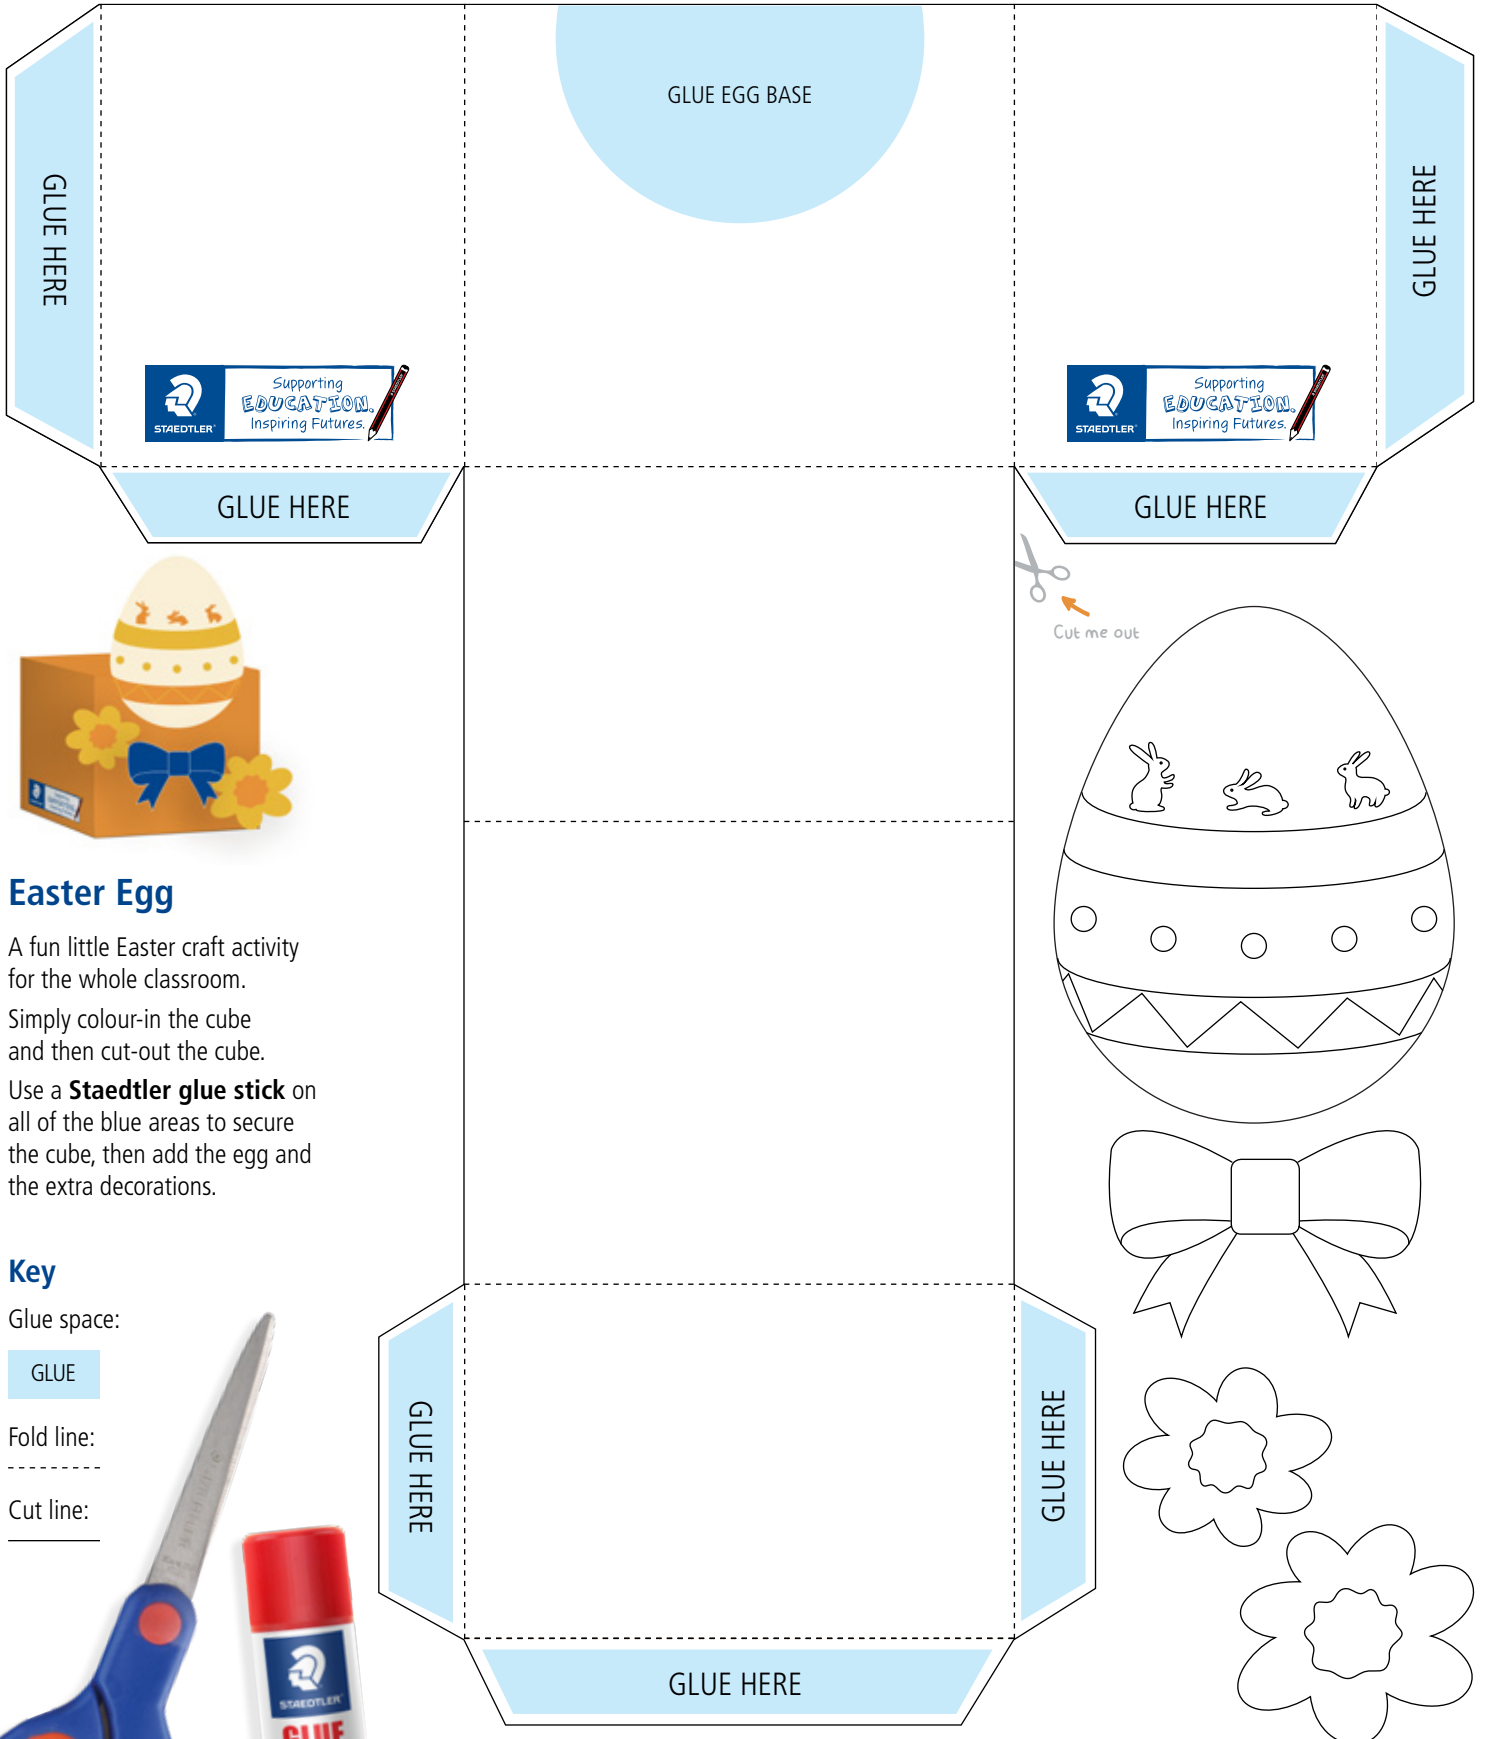 GLUE EGG BASE
GLUE HERE
GLUE HERE
STAEDTLER
Supporting
EDUCATION.
Inspiring Futures.
STAEDTLER
Supporting
EDUCATION.
Inspiring Futures.
GLUE HERE
GLUE HERE
Cut me out
Easter Egg
A fun little Easter craft activity
for the whole classroom.
Simply colour-in the cube
and then cut-out the cube.
Use a Staedtler glue stick on
all of the blue areas to secure
the cube, then add the egg and
the extra decorations.
Key
Glue space:
GLUE
Fold line:
Cut line:
GLUE HERE
GLUE HERE
GLUE HERE
STAEDTLER
GLUE